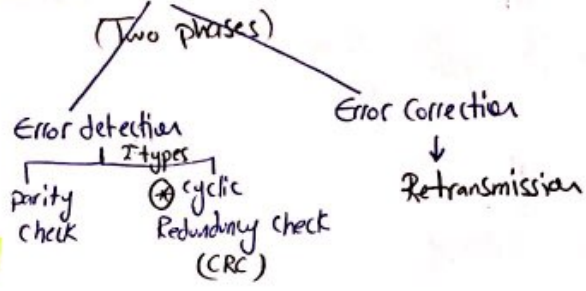 (Two phases)
Error detection
Error Correction
2 types
Retransmission
parity
check
* cyclic
Redundancy check
(CRC)